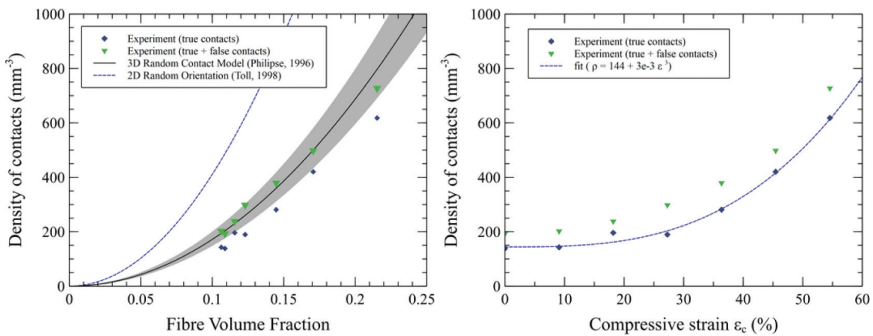 1000
800
600
400
200
0
Density of contacts (mm⁻³)
Experiment (true contacts)
Experiment (true + false contacts)
3D Random Contact Model (Philipse, 1996)
2D Random Orientation (Toll, 1998)
0 0.05 0.1 0.15 0.2 0.25
Fibre Volume Fraction
1000
800
600
400
200
0
Density of contacts (mm⁻³)
Experiment (true contacts)
Experiment (true + false contacts)
fit ( ρ = 144 + 3e-3 ε ³ )
0 10 20 30 40 50 60
Compressive strain ε_c (%)